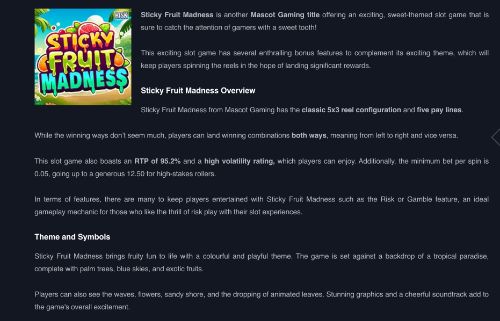 RISK
STICKY
FRUIT
MADNESS
Sticky Fruit Madness is another Mascot Gaming title offering an exciting, sweet-themed slot game that is
sure to catch the attention of gamers with a sweet tooth!
This exciting slot game has several enthralling bonus features to complement its exciting theme, which will
keep players spinning the reels in the hope of landing significant rewards.
Sticky Fruit Madness Overview
Sticky Fruit Madness from Mascot Gaming has the classic 5x3 reel configuration and five pay lines.
While the winning ways don't seem much, players can land winning combinations both ways, meaning from left to right and vice versa.
This slot game also boasts an RTP of 95.2% and a high volatility rating, which players can enjoy. Additionally, the minimum bet per spin is
0.05, going up to a generous 12.50 for high-stakes rollers.
In terms of features, there are many to keep players entertained with Sticky Fruit Madness such as the Risk or Gamble feature, an ideal
gameplay mechanic for those who like the thrill of risk play with their slot experiences.
Theme and Symbols
Sticky Fruit Madness brings fruity fun to life with a colourful and playful theme. The game is set against a backdrop of a tropical paradise,
complete with palm trees, blue skies, and exotic fruits.
Players can also see the waves, flowers, sandy shore, and the dropping of animated leaves. Stunning graphics and a cheerful soundtrack add to
the game's overall excitement.